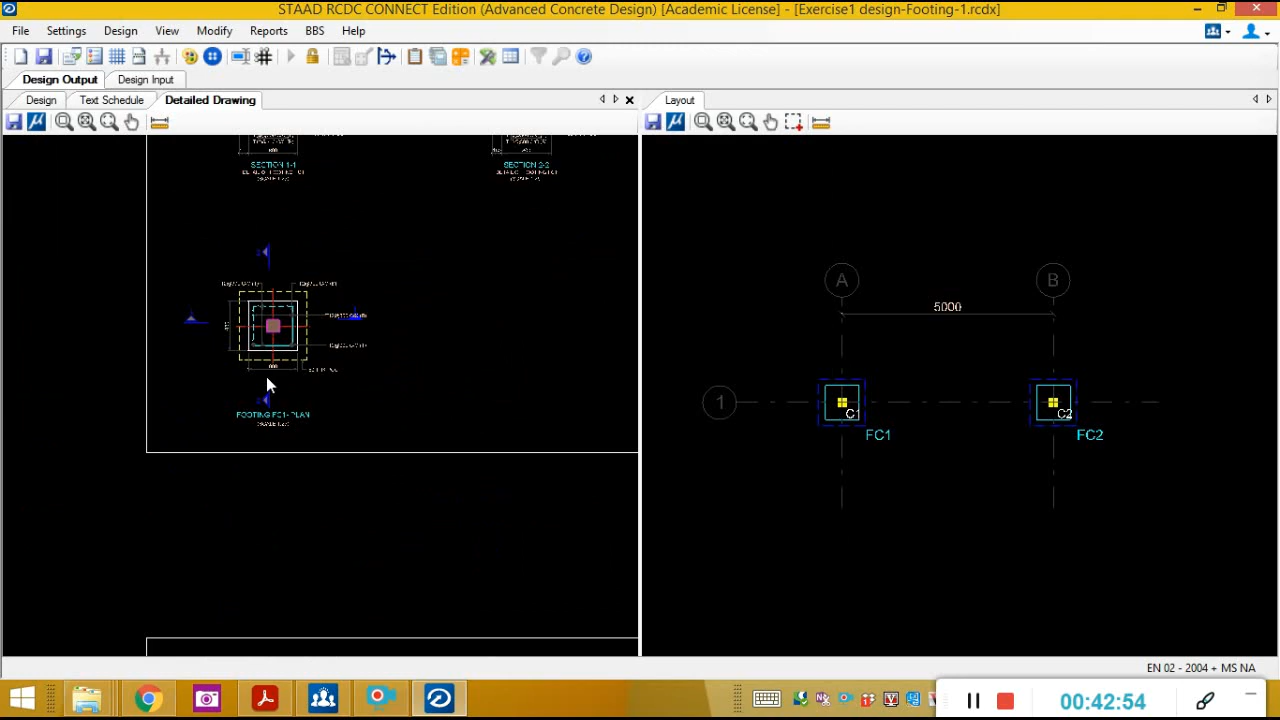 STAAD RCDC CONNECT Edition (Advanced Concrete Design) [Academic License] - [Exercise1 design-Footing-1.rcdx]
File Settings Design View Modify Reports BBS Help
Design Output Design Input
Design Text Schedule Detailed Drawing
Layout
SECTION 1-1
SECTION 2-2
FOOTING FC1- PLAN
A B
5000
1
C1 C2
FC1 FC2
EN 02 - 2004 + MS NA
00:42:54